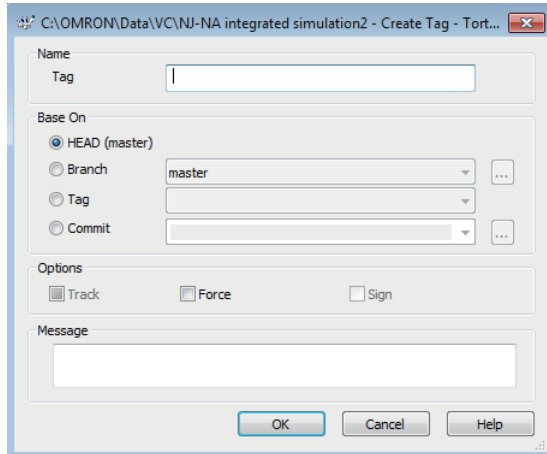 C:\OMRON\Data\VC\NJ-NA integrated simulation2 - Create Tag - Tort...
Name
Tag
Base On
HEAD (master)
Branch master ...
Tag
Commit ...
Options
Track Force Sign
Message
OK Cancel Help